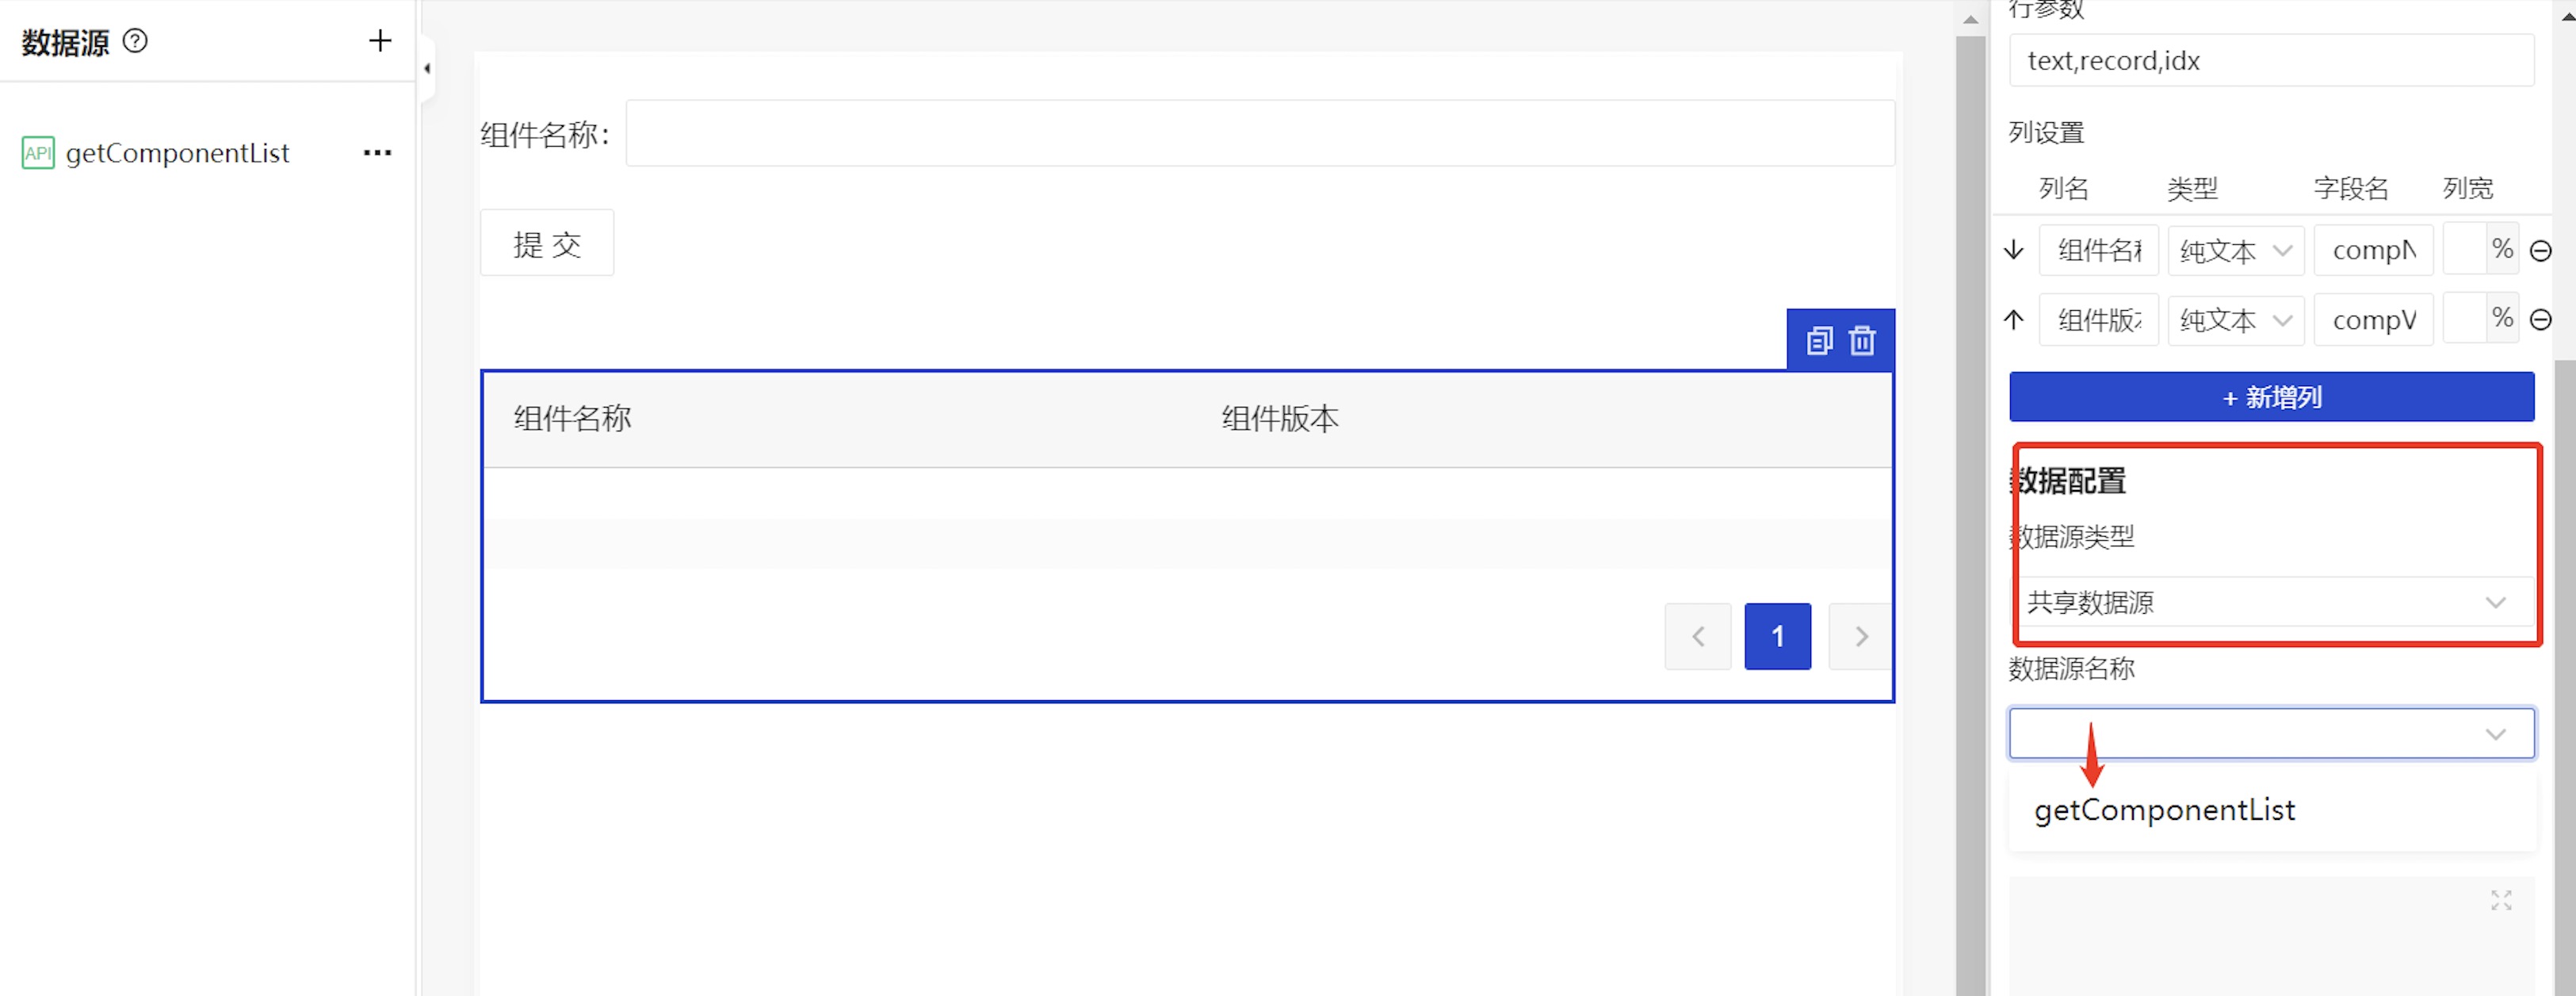 数据源
API getComponentList
组件名称:
提 交
组件名称 组件版本
1
行参数
text,record,idx
列设置
列名 类型 字段名 列宽
组件名 纯文本 comp %
组件版 纯文本 compV %
+ 新增列
数据配置
数据源类型
共享数据源
数据源名称
getComponentList